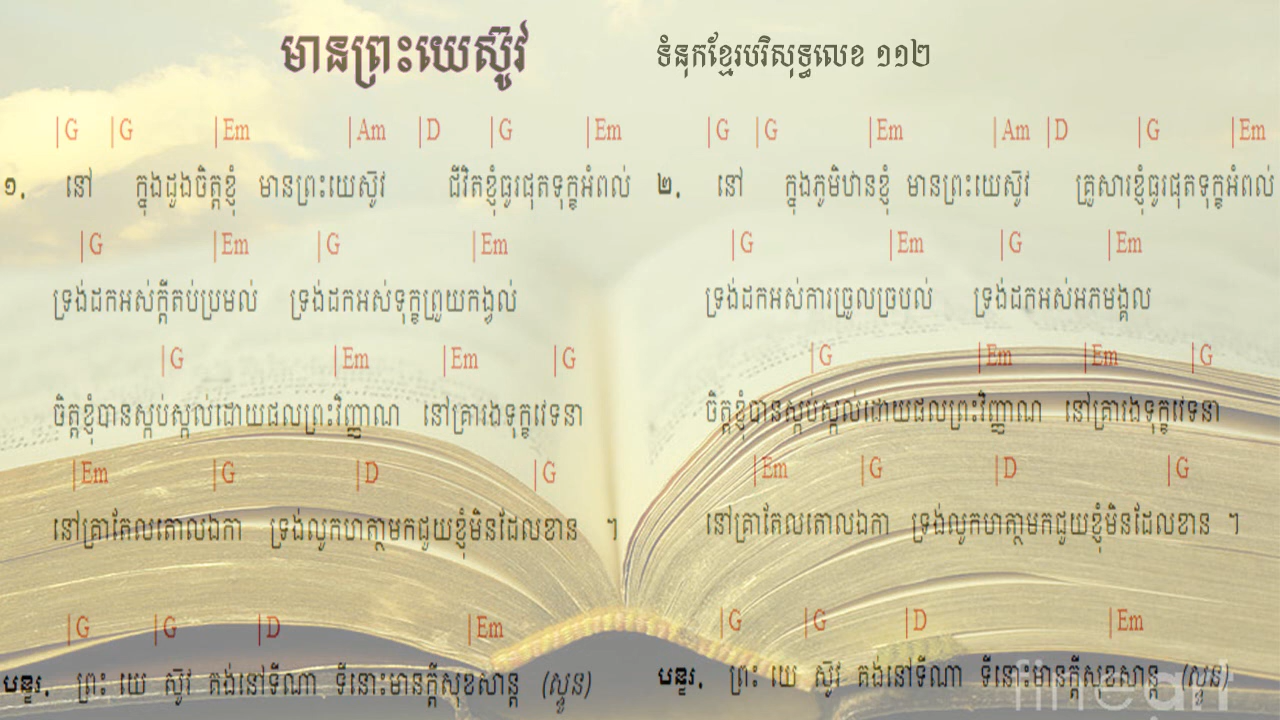 មានព្រះយេស៊ូវ
ទំនុកខ្មែរបរិសុទ្ធលេខ ១១២
|G |G |Em |Am |D |G |Em
១. នៅ ក្នុងដួងចិត្តខ្ញុំ មានព្រះយេស៊ូវ ជីវិតខ្ញុំធូរផុតទុក្ខអំពល់
|G |Em |G |Em
ទ្រង់ដកអស់ក្ដីតប់ប្រមល់ ទ្រង់ដកអស់ទុក្ខព្រួយកង្វល់
|G |Em |Em |G
ចិត្តខ្ញុំបានស្កប់ស្កល់ដោយផលព្រះវិញ្ញាណ នៅគ្រារងទុក្ខវេទនា
|Em |G |D |G
នៅគ្រាតែលតោលឯកា ទ្រង់លូកហត្ថាមកជួយខ្ញុំមិនដែលខាន ។
|G |G |D |Em
បន្ទរ. ព្រះ យេ ស៊ូវ គង់នៅទីណា ទីនោះមានក្ដីសុខសាន្ត (ស្ទួន)
|G |G |Em |Am |D |G |Em
២. នៅ ក្នុងភូមិឋានខ្ញុំ មានព្រះយេស៊ូវ គ្រួសារខ្ញុំធូរផុតទុក្ខអំពល់
|G |Em |G |Em
ទ្រង់ដកអស់ការច្រួលច្របល់ ទ្រង់ដកអស់អភមង្គល
|G |Em |Em |G
ចិត្តខ្ញុំបានស្កប់ស្កល់ដោយផលព្រះវិញ្ញាណ នៅគ្រារងទុក្ខវេទនា
|Em |G |D |G
នៅគ្រាតែលតោលឯកា ទ្រង់លូកហត្ថាមកជួយខ្ញុំមិនដែលខាន ។
|G |G |D |Em
បន្ទរ. ព្រះ យេ ស៊ូវ គង់នៅទីណា ទីនោះមានក្ដីសុខសាន្ត (ស្ទួន)
fineart